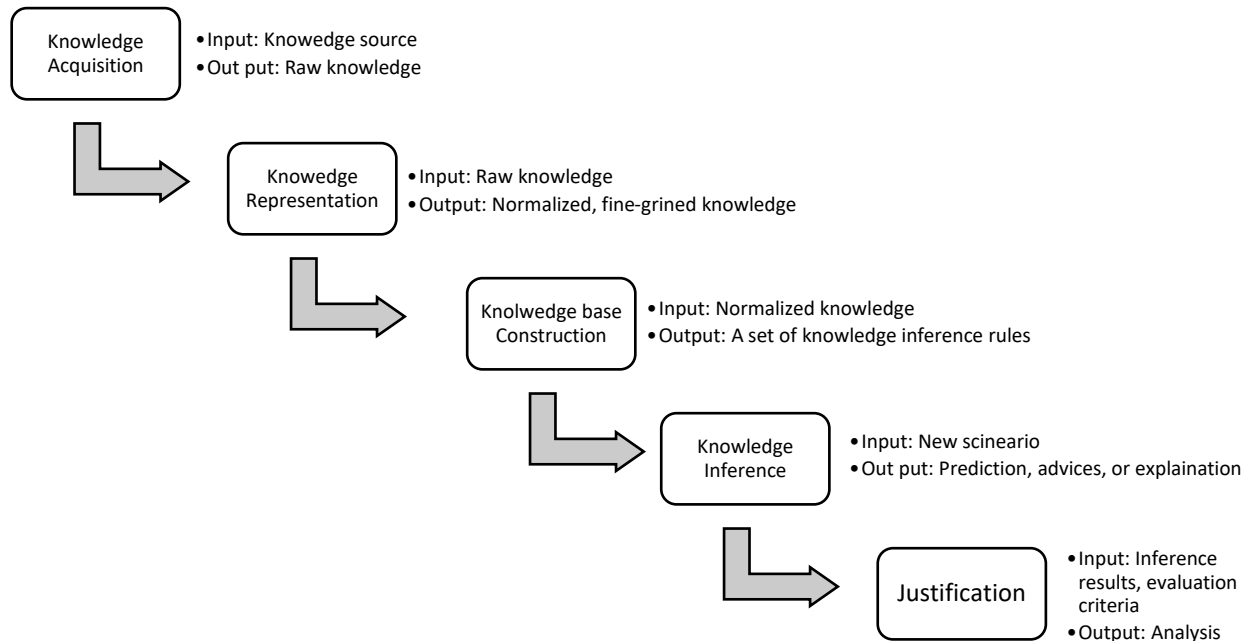 Knowledge
Acquisition
•Input: Knowedge source
•Out put: Raw knowledge
Knowedge
Representation
•Input: Raw knowledge
•Output: Normalized, fine-grined knowledge
Knolwedge base
Construction
•Input: Normalized knowledge
•Output: A set of knowledge inference rules
Knowledge
Inference
•Input: New scineario
•Out put: Prediction, advices, or explaination
Justification
•Input: Inference
results, evaluation
criteria
•Output: Analysis